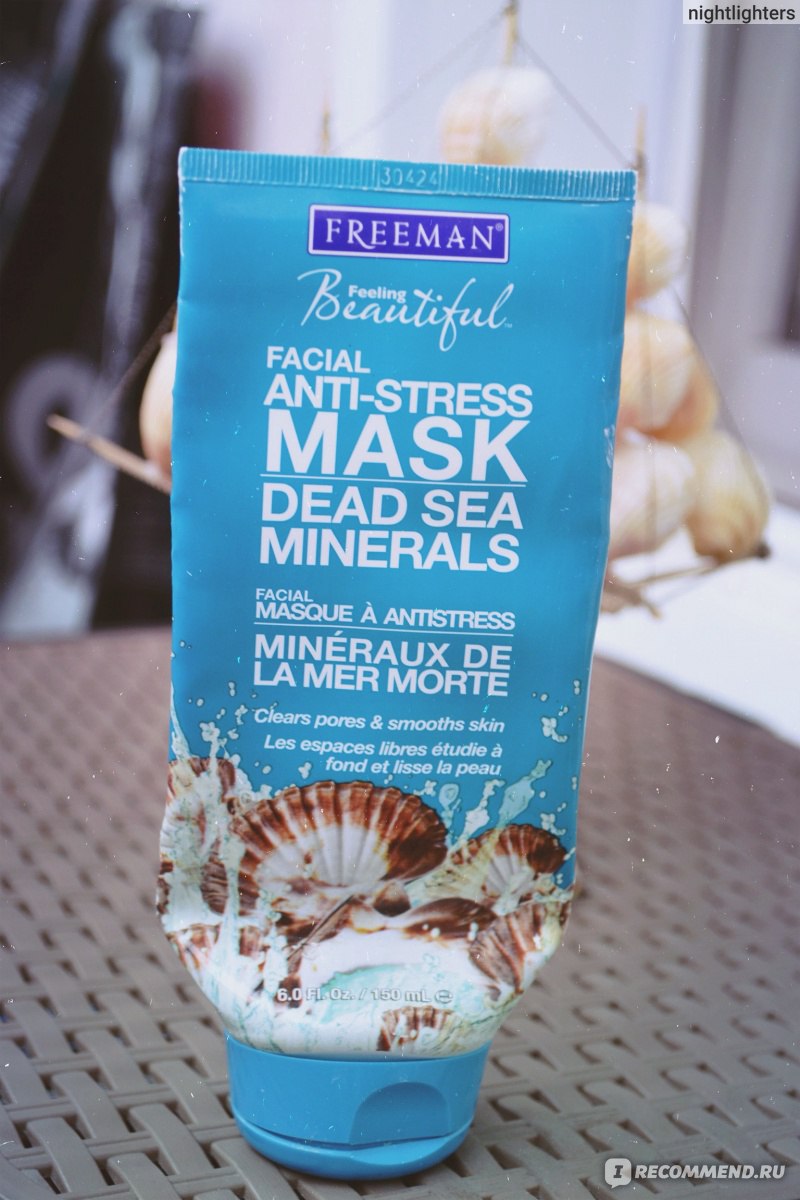 nightlighters
30424
FREEMAN®
Feeling
Beautiful™
FACIAL
ANTI-STRESS
MASK
DEAD SEA
MINERALS
FACIAL
MASQUE À ANTISTRESS
MINÉRAUX DE
LA MER MORTE
Clears pores & smooths skin
Les espaces libres étudie à
fond et lisse la peau
6.0 Fl. Oz. / 150 mL ℮
I RECOMMEND.RU